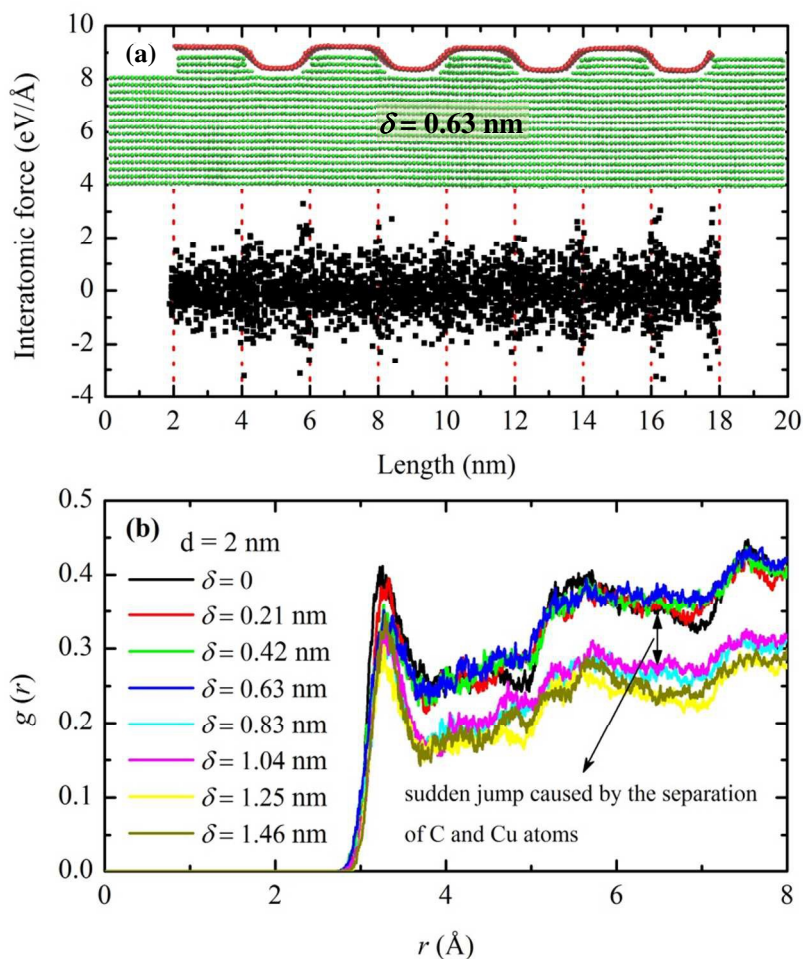 10
(a)
8
δ = 0.63 nm
6
4
2
0
-2
-4
Interatomic force (eV/Å)
0 2 4 6 8 10 12 14 16 18 20
Length (nm)
0.5
(b)
d = 2 nm
0.4
δ = 0
δ = 0.21 nm
0.3
δ = 0.42 nm
δ = 0.63 nm
0.2
δ = 0.83 nm
δ = 1.04 nm
0.1
δ = 1.25 nm
δ = 1.46 nm
0.0
g (r)
sudden jump caused by the separation
of C and Cu atoms
0 2 4 6 8
r (Å)